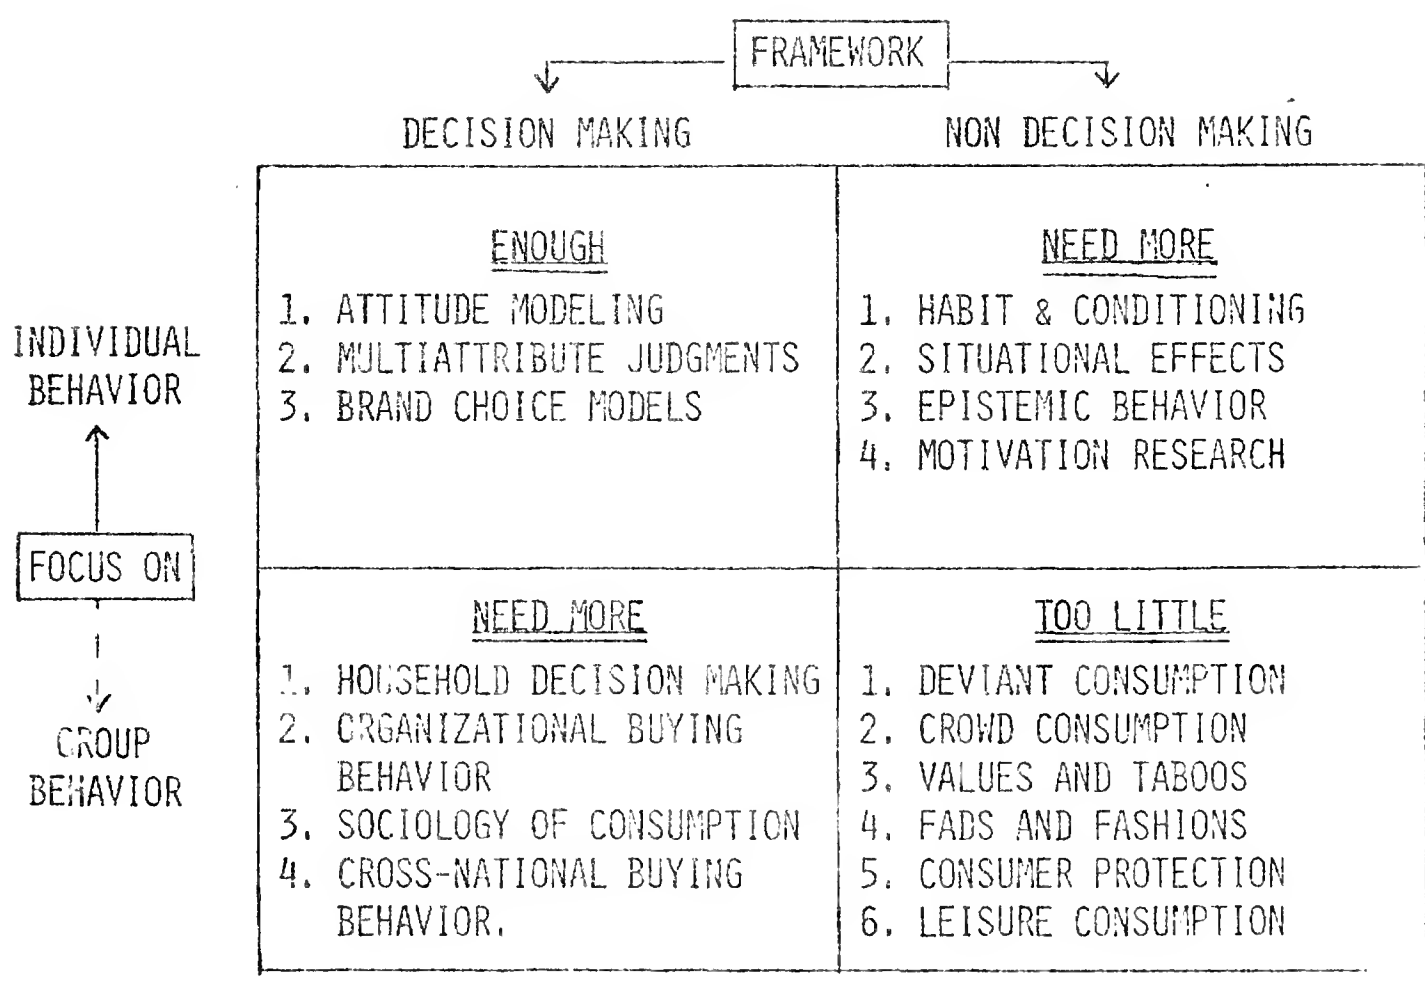 FRAMEWORK
DECISION MAKING
NON DECISION MAKING
INDIVIDUAL
BEHAVIOR
FOCUS ON
GROUP
BEHAVIOR
ENOUGH
1. ATTITUDE MODELING
2. MULTIATTRIBUTE JUDGMENTS
3. BRAND CHOICE MODELS
NEED MORE
1. HABIT & CONDITIONING
2. SITUATIONAL EFFECTS
3. EPISTEMIC BEHAVIOR
4. MOTIVATION RESEARCH
NEED MORE
1. HOUSEHOLD DECISION MAKING
2. ORGANIZATIONAL BUYING
BEHAVIOR
3. SOCIOLOGY OF CONSUMPTION
4. CROSS-NATIONAL BUYING
BEHAVIOR.
TOO LITTLE
1. DEVIANT CONSUMPTION
2. CROWD CONSUMPTION
3. VALUES AND TABOOS
4. FADS AND FASHIONS
5. CONSUMER PROTECTION
6. LEISURE CONSUMPTION